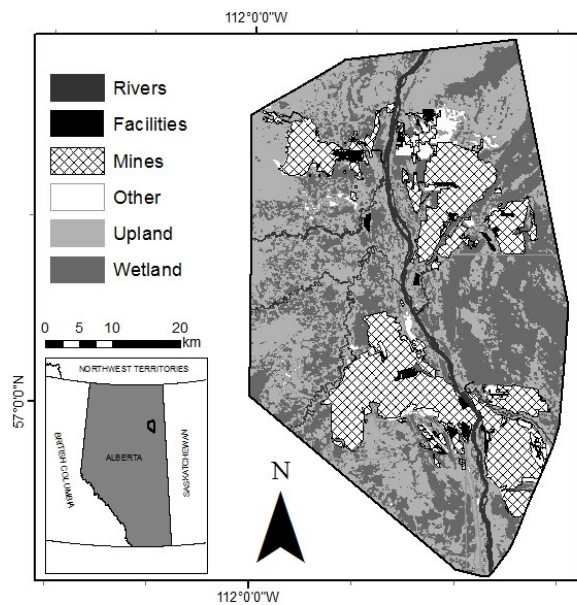 112°0'0"W
Rivers
Facilities
Mines
Other
Upland
Wetland
0 5 10 20
km
NORTHWEST TERRITORIES
BRITISH COLUMBIA
ALBERTA
SASKATCHEWAN
57°0'0"N
N
112°0'0"W